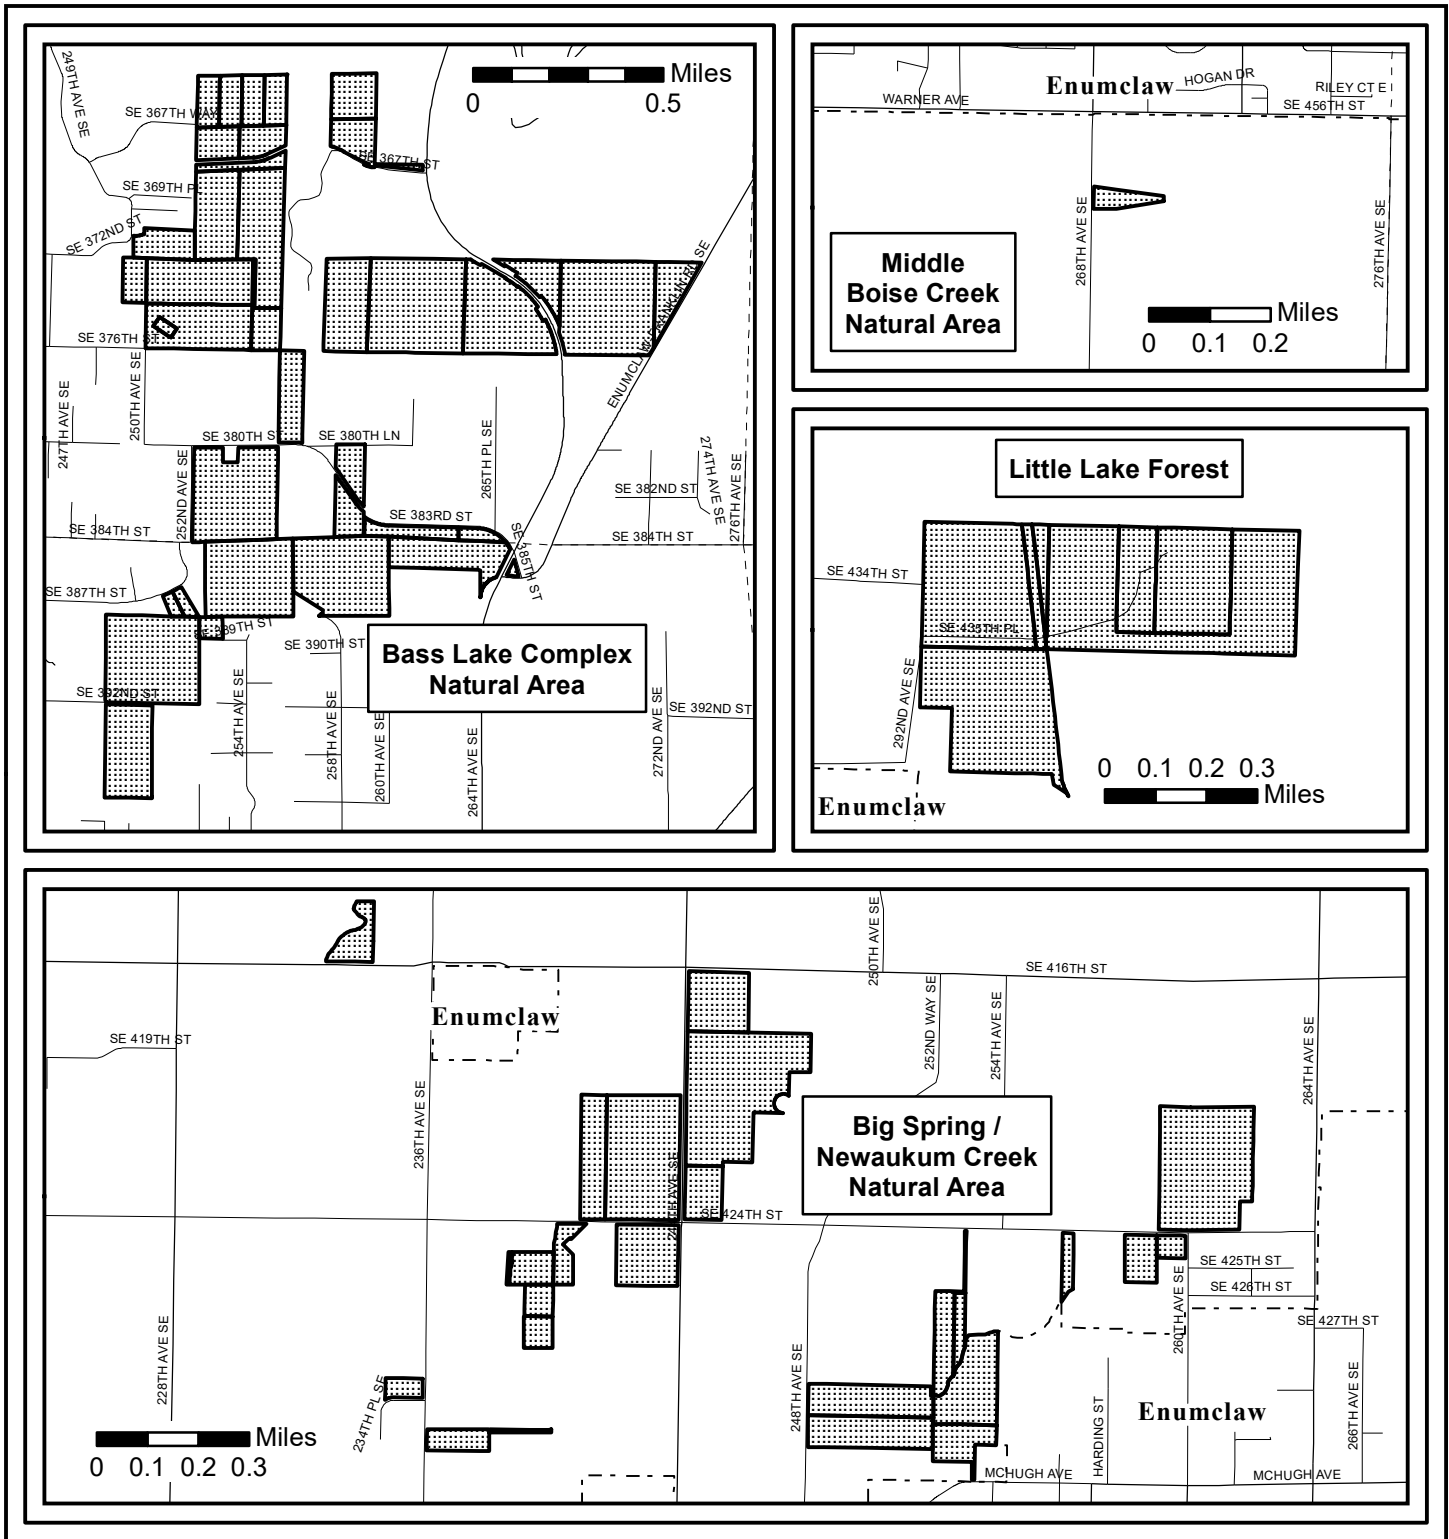 249TH AVE SE
Miles
0 0.5
SE 367TH WAY
SE 367TH ST
SE 369TH PL
SE 372ND ST
ENUMCLAW FRANKLIN RD SE
SE 376TH ST
250TH AVE SE
247TH AVE SE
SE 380TH ST
SE 380TH LN
252ND AVE SE
265TH PL SE
274TH AVE SE
276TH AVE SE
SE 382ND ST
SE 383RD ST
SE 384TH ST
SE 384TH ST
SE 385TH ST
SE 387TH ST
SE 389TH ST
SE 390TH ST
Bass Lake Complex
Natural Area
SE 392ND ST
SE 392ND ST
254TH AVE SE
258TH AVE SE
260TH AVE SE
264TH AVE SE
272ND AVE SE
Enumclaw
HOGAN DR
RILEY CT E
WARNER AVE
SE 456TH ST
268TH AVE SE
276TH AVE SE
Middle
Boise Creek
Natural Area
Miles
0 0.1 0.2
Little Lake Forest
SE 434TH ST
SE 435TH PL
292ND AVE SE
0 0.1 0.2 0.3
Miles
Enumclaw
250TH AVE SE
SE 416TH ST
Enumclaw
252ND WAY SE
254TH AVE SE
264TH AVE SE
SE 419TH ST
236TH AVE SE
Big Spring /
Newaukum Creek
Natural Area
SE 424TH ST
SE 425TH ST
SE 426TH ST
SE 427TH ST
260TH AVE SE
228TH AVE SE
234TH PL SE
248TH AVE SE
HARDING ST
Enumclaw
266TH AVE SE
Miles
0 0.1 0.2 0.3
MCHUGH AVE
MCHUGH AVE